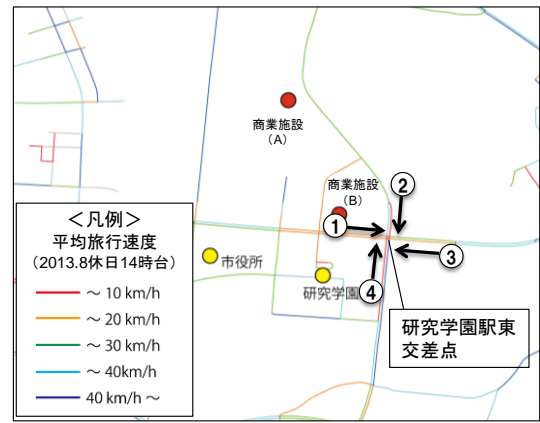 商業施設
（A）
商業施設
（B）
①
②
③
④
市役所
研究学園
研究学園駅東
交差点
＜凡例＞
平均旅行速度
（2013.8休日14時台）
～ 10 km/h
～ 20 km/h
～ 30 km/h
～ 40km/h
40 km/h ～